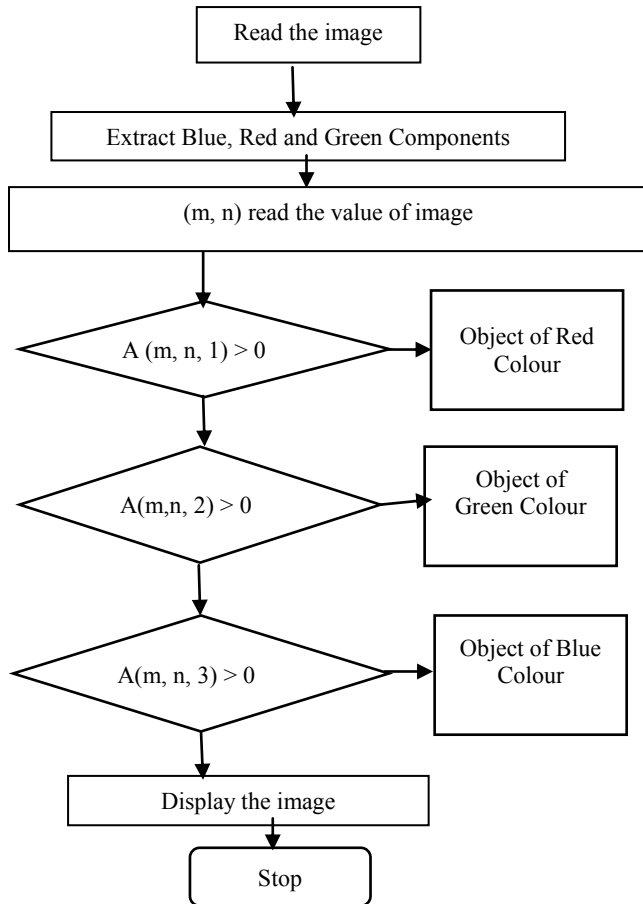 Read the image
Extract Blue, Red and Green Components
(m, n) read the value of image
A (m, n, 1) > 0
Object of Red
Colour
A(m,n, 2) > 0
Object of
Green Colour
A(m, n, 3) > 0
Object of Blue
Colour
Display the image
Stop